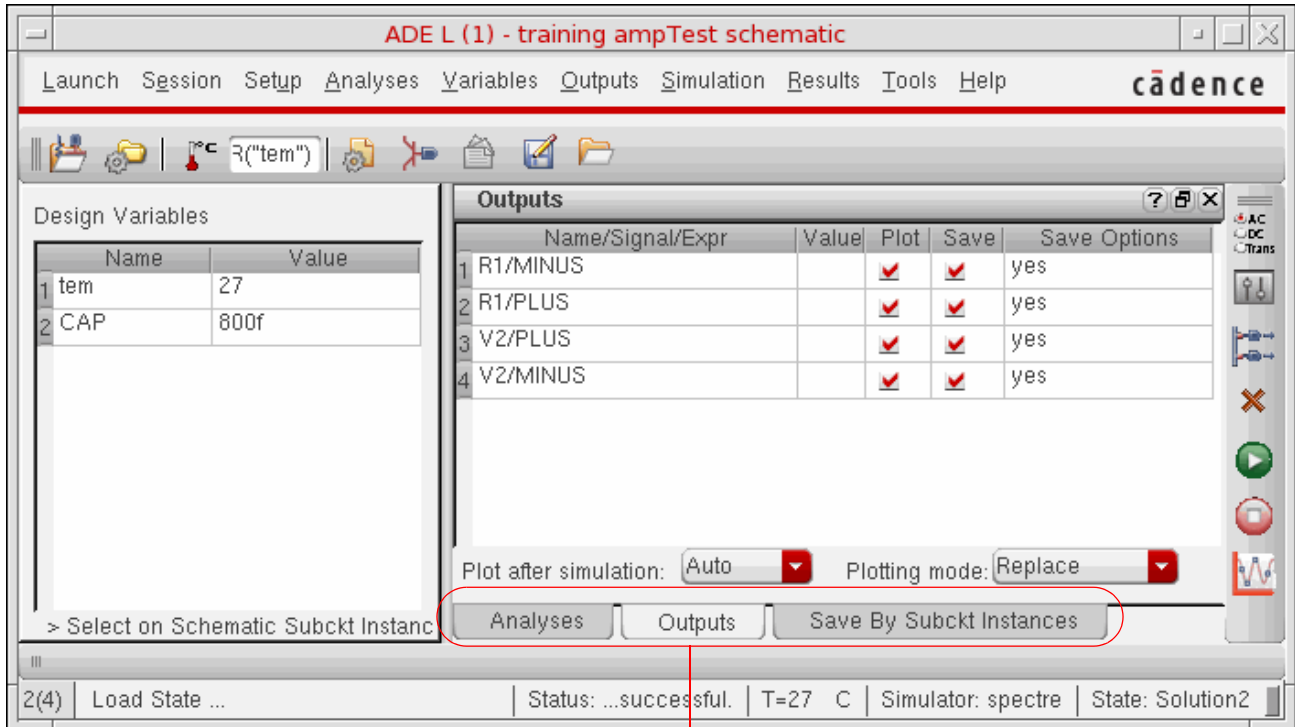 ADE L (1) - training ampTest schematic
Launch Session Setup Analyses Variables Outputs Simulation Results Tools Help cādence
°C R("tem")
Design Variables
Name Value
1 tem 27
2 CAP 800f
> Select on Schematic Subckt Instanc
Outputs
Name/Signal/Expr Value Plot Save Save Options
1 R1/MINUS yes
2 R1/PLUS yes
3 V2/PLUS yes
4 V2/MINUS yes
Plot after simulation: Auto Plotting mode: Replace
Analyses Outputs Save By Subckt Instances
AC
DC
Trans
2(4) Load State ... Status: ...successful. T=27 C Simulator: spectre State: Solution2